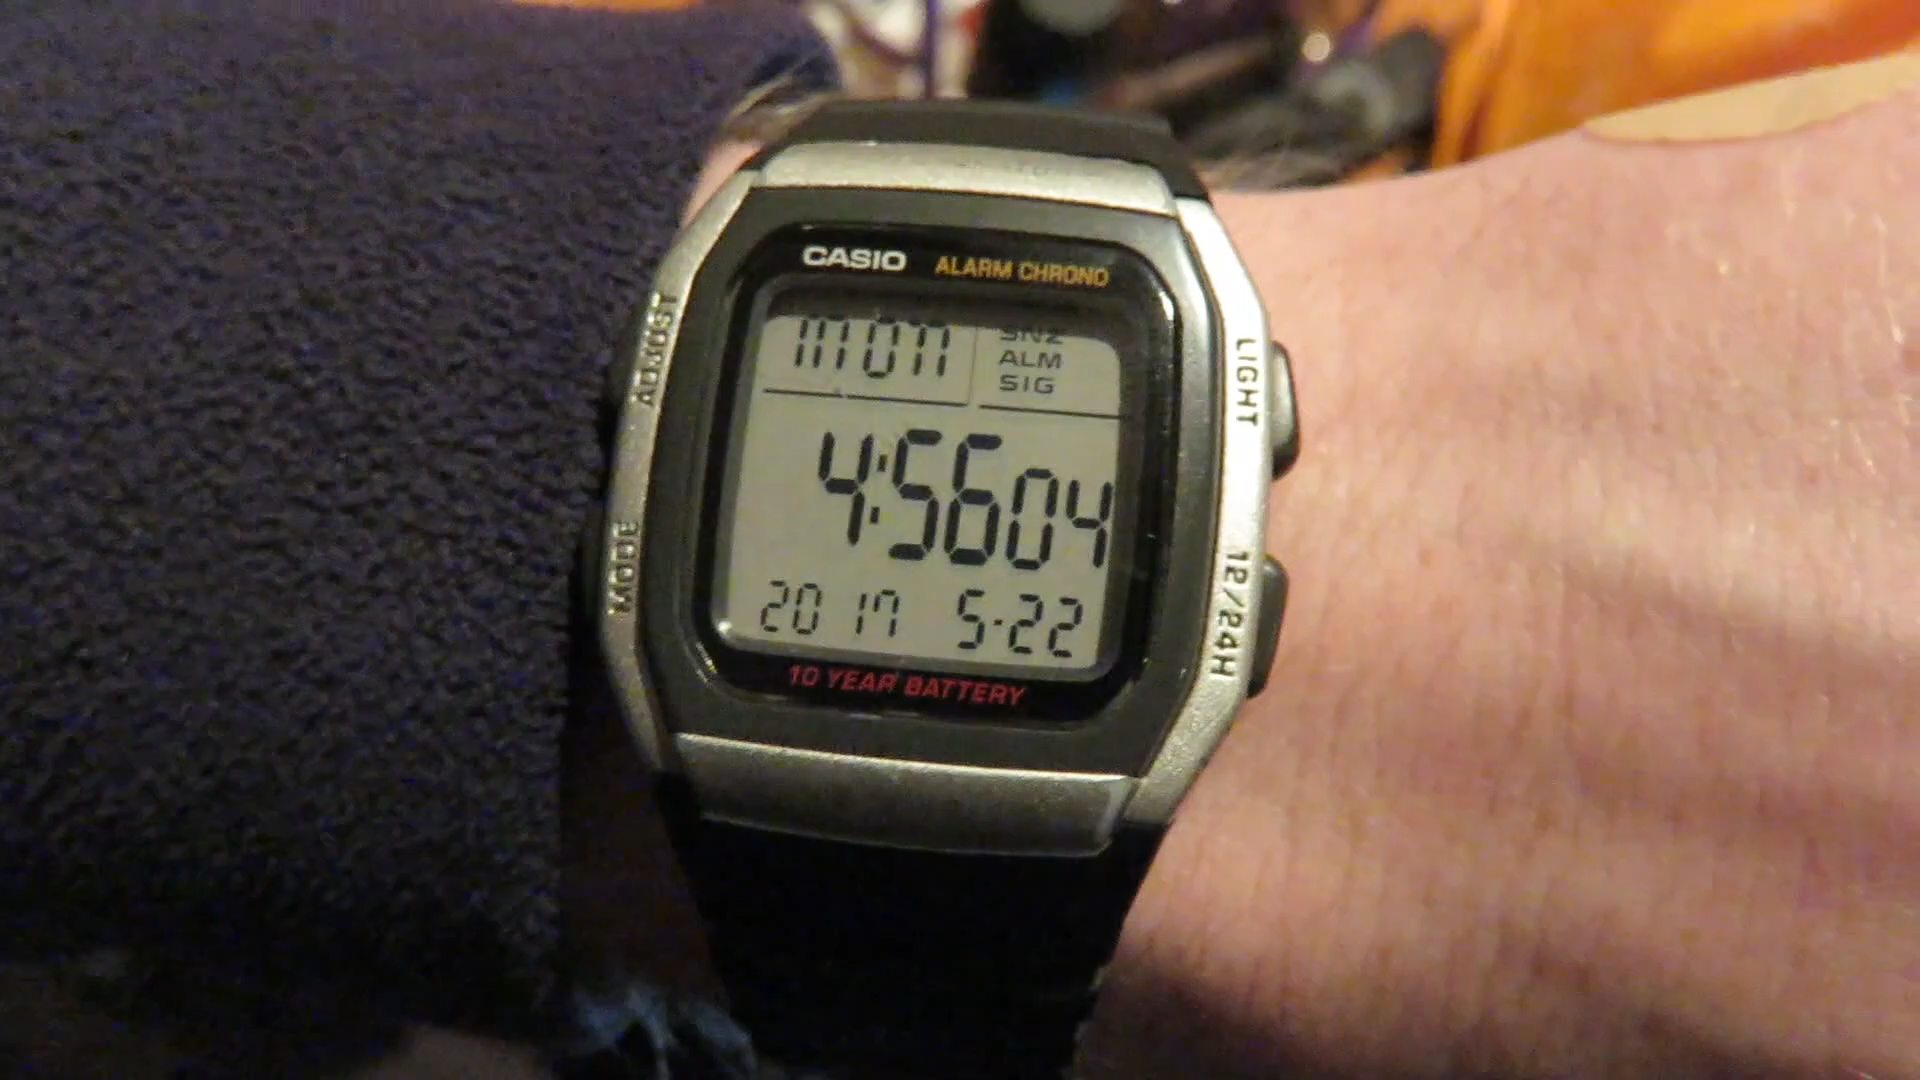 CASIO ALARM CHRONO
ADJUST
LIGHT
MON
SNZ
ALM
SIG
4:56 04
2017 5-22
MODE
12/24H
10 YEAR BATTERY